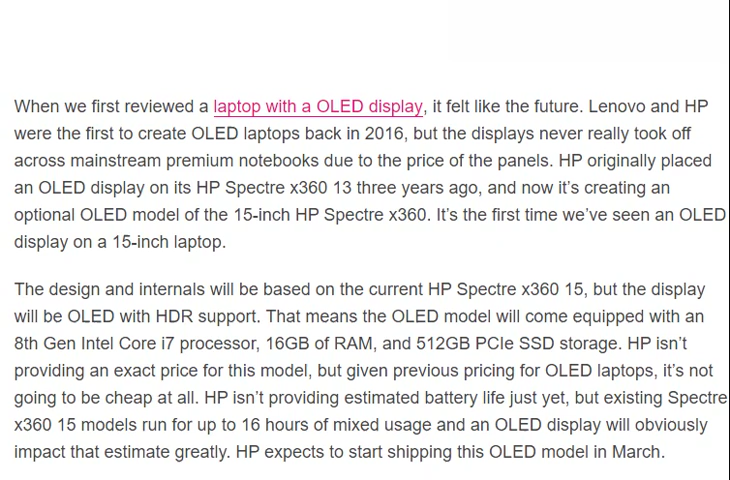 When we first reviewed a laptop with a OLED display, it felt like the future. Lenovo and HP
were the first to create OLED laptops back in 2016, but the displays never really took off
across mainstream premium notebooks due to the price of the panels. HP originally placed
an OLED display on its HP Spectre x360 13 three years ago, and now it's creating an
optional OLED model of the 15-inch HP Spectre x360. It's the first time we've seen an OLED
display on a 15-inch laptop.
The design and internals will be based on the current HP Spectre x360 15, but the display
will be OLED with HDR support. That means the OLED model will come equipped with an
8th Gen Intel Core i7 processor, 16GB of RAM, and 512GB PCIe SSD storage. HP isn't
providing an exact price for this model, but given previous pricing for OLED laptops, it's not
going to be cheap at all. HP isn't providing estimated battery life just yet, but existing Spectre
x360 15 models run for up to 16 hours of mixed usage and an OLED display will obviously
impact that estimate greatly. HP expects to start shipping this OLED model in March.